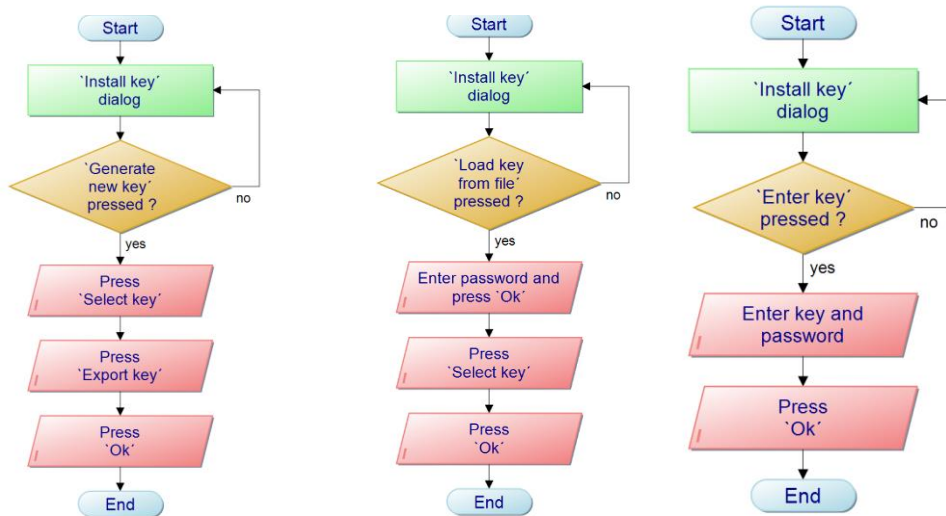 Start
`Install key´
dialog
`Generate
new key´
pressed ?
no
yes
Press
`Select key´
Press
`Export key´
Press
`Ok´
End
Start
`Install key´
dialog
`Load key
from file´
pressed ?
no
yes
Enter password and
press `Ok´
Press
`Select key´
Press
`Ok´
End
Start
`Install key´
dialog
`Enter key´
pressed ?
no
yes
Enter key and
password
Press
`Ok´
End